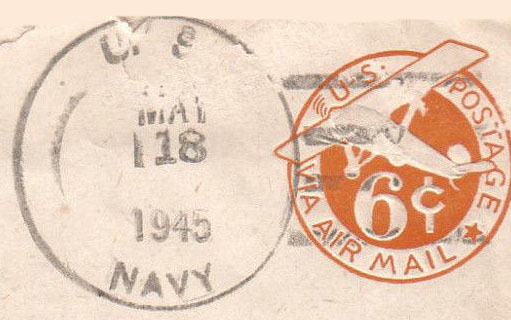 U. S.
MAY
18
1945
NAVY
U.S. POSTAGE
6¢
VIA AIR MAIL